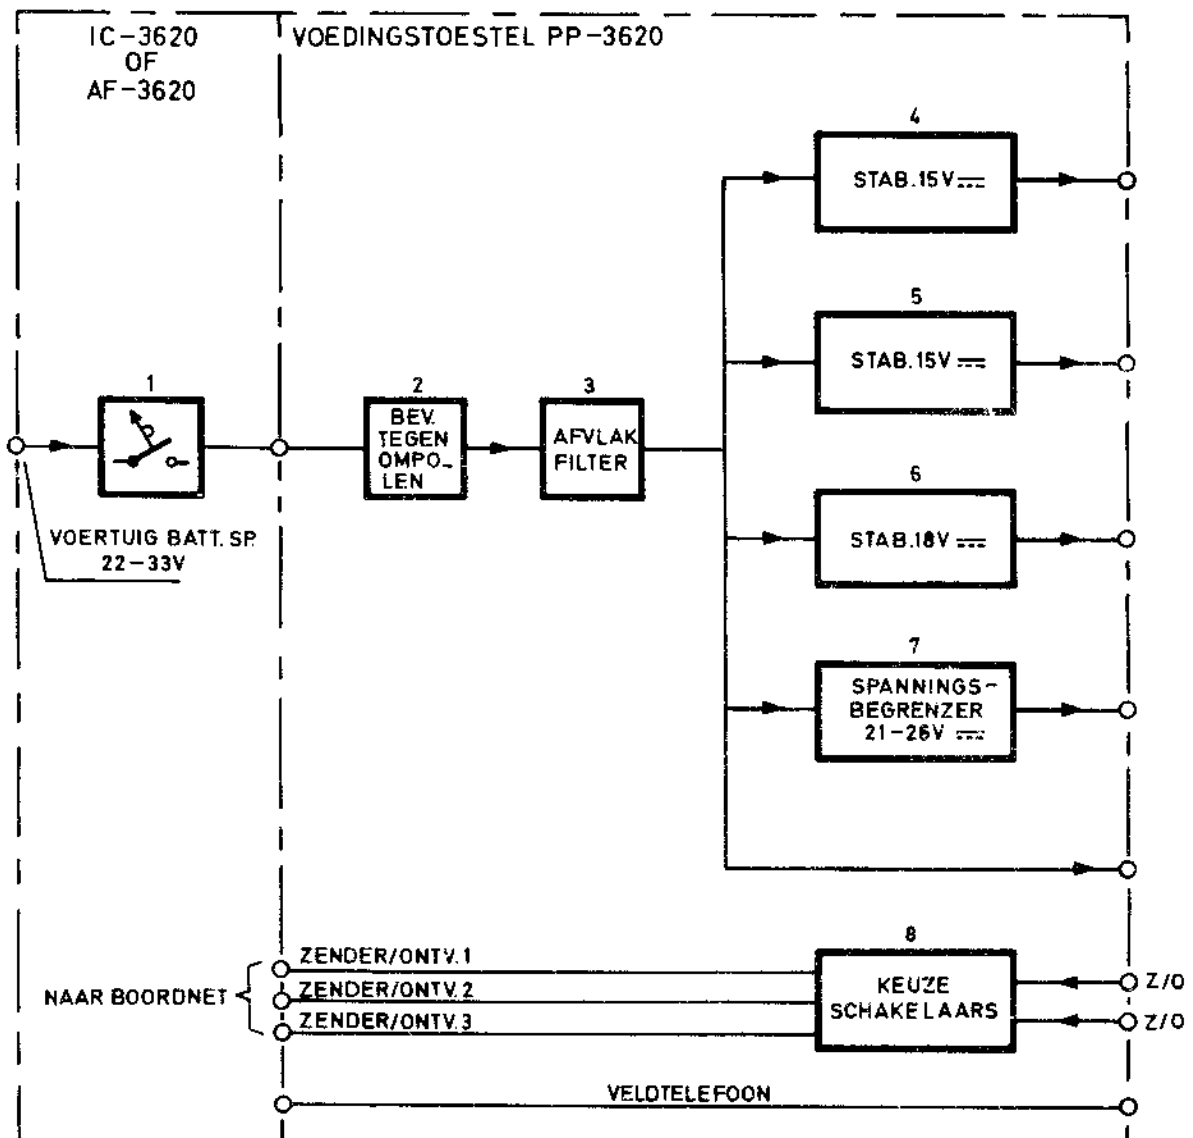 IC-3620
OF
AF-3620
VOEDINGSTOESTEL PP-3620
4
STAB.15V
5
STAB.15V
1
2
BEV.
TEGEN
OMPO-
LEN
3
AFVLAK
FILTER
6
STAB.18V
VOERTUIG BATT. SP.
22-33V
7
SPANNINGS-
BEGRENZER
21-26V
8
KEUZE
SCHAKELAARS
ZENDER/ONTV.1
NAAR BOORDNET
ZENDER/ONTV.2
ZENDER/ONTV.3
Z/O
Z/O
VELDTELEFOON